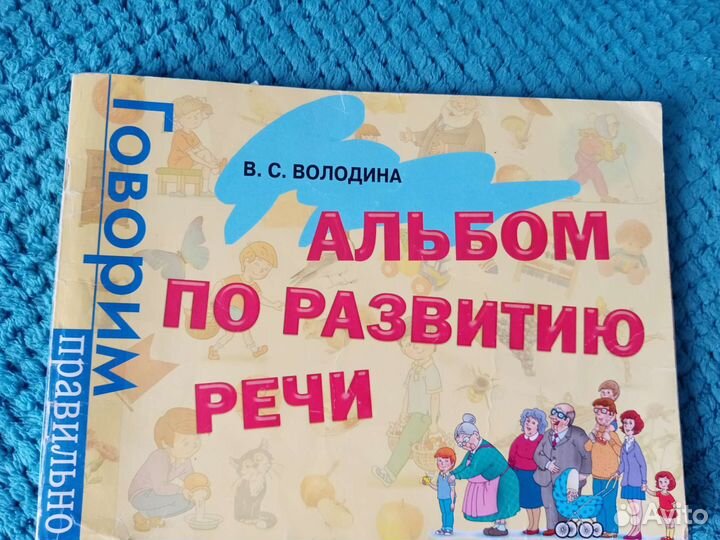 Говорим
правильно
В. С. ВОЛОДИНА
АЛЬБОМ
ПО РАЗВИТИЮ
РЕЧИ
Avito